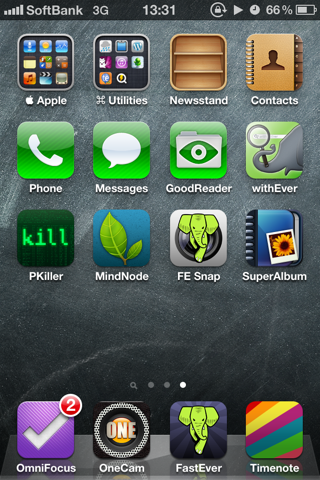 SoftBank 3G 13:31 66%
 Apple ⌘ Utilities Newsstand Contacts
Phone Messages GoodReader withEver
kill
PKiller MindNode FE Snap SuperAlbum
2
ONE
OmniFocus OneCam FastEver Timenote